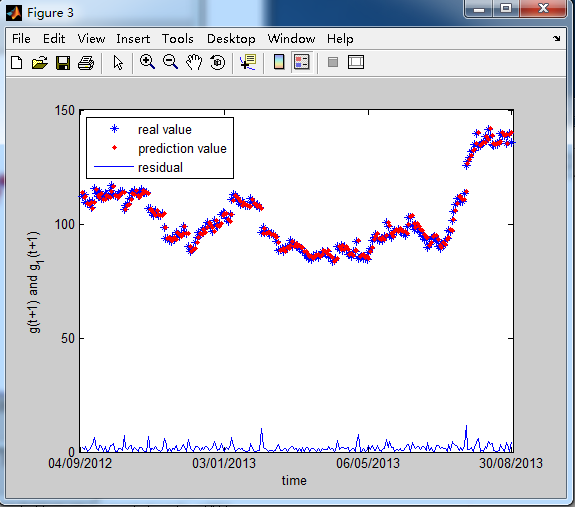 Figure 3
File Edit View Insert Tools Desktop Window Help
150
100
50
0
real value
prediction value
residual
g(t+1) and g1(t+1)
04/09/2012 03/01/2013 06/05/2013 30/08/2013
time